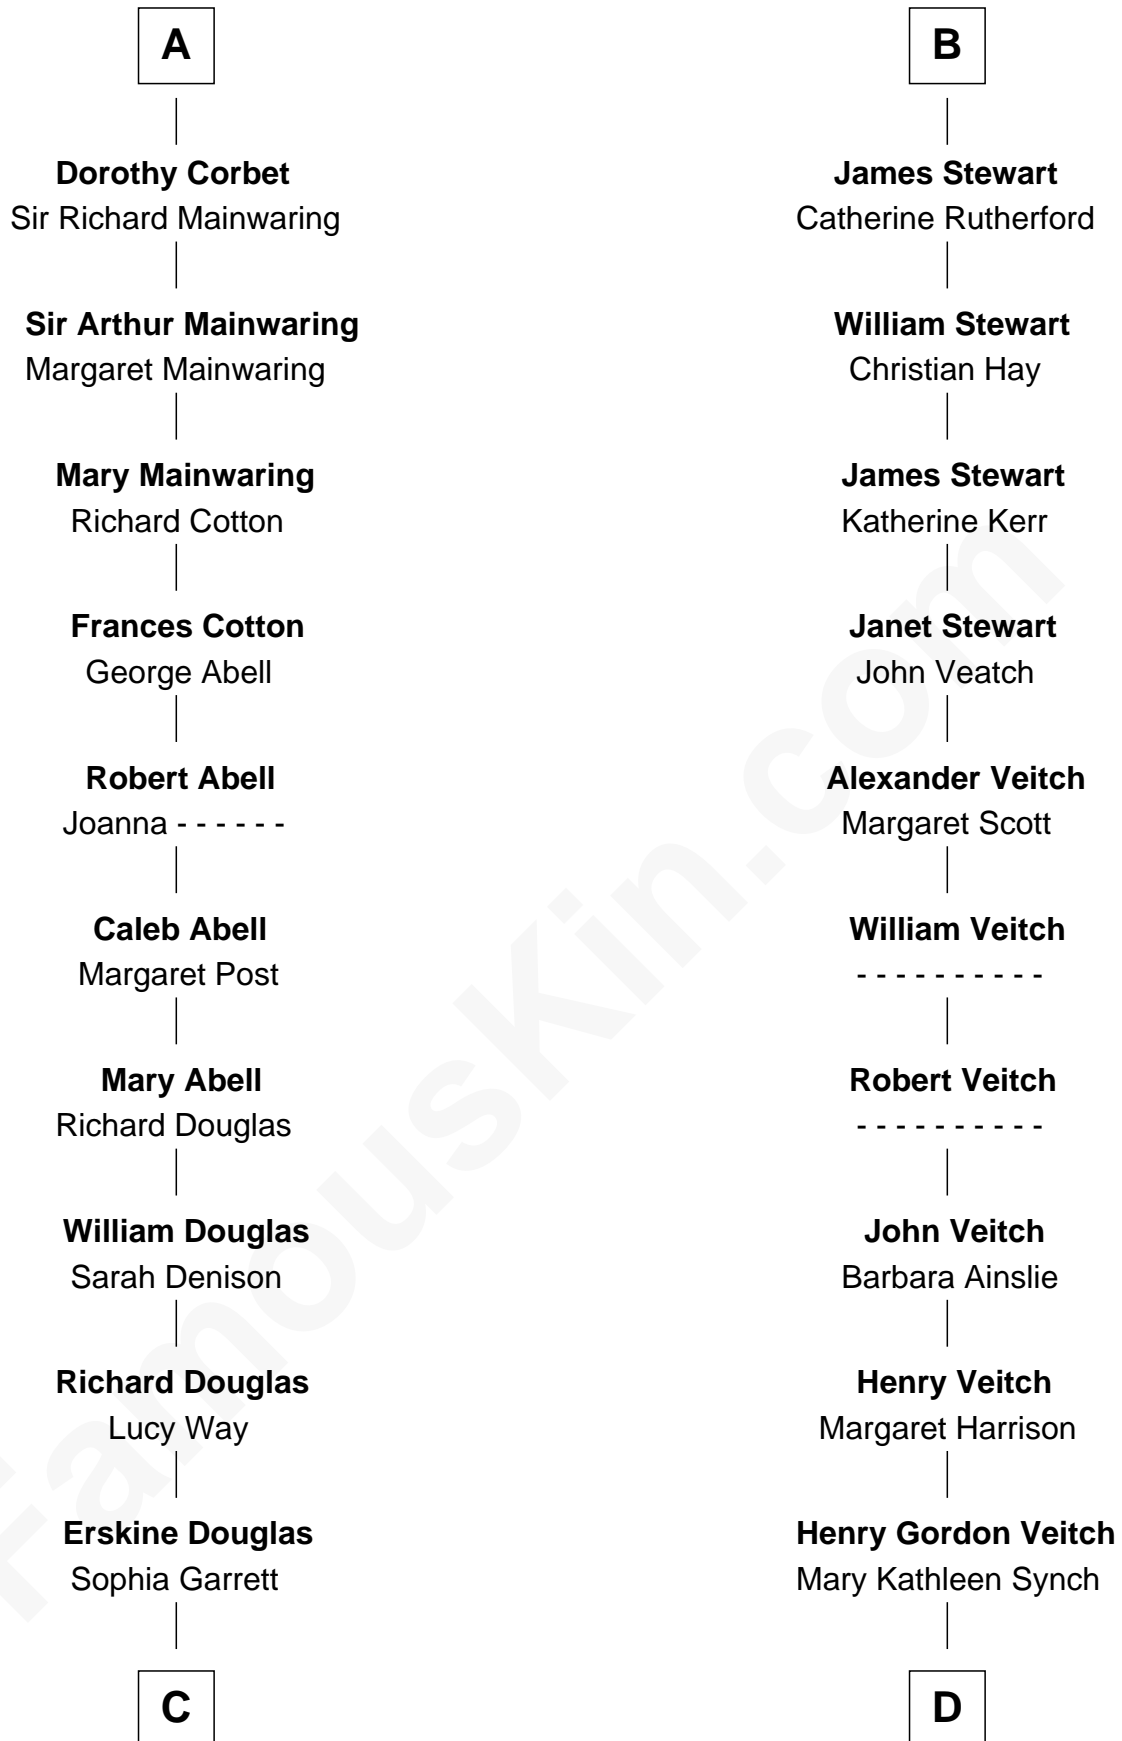 A
Dorothy Corbet
Sir Richard Mainwaring
Sir Arthur Mainwaring
Margaret Mainwaring
Mary Mainwaring
Richard Cotton
Frances Cotton
George Abell
Robert Abell
Joanna - - - - - -
Caleb Abell
Margaret Post
Mary Abell
Richard Douglas
William Douglas
Sarah Denison
Richard Douglas
Lucy Way
Erskine Douglas
Sophia Garrett
C
B
James Stewart
Catherine Rutherford
William Stewart
Christian Hay
James Stewart
Katherine Kerr
Janet Stewart
John Veatch
Alexander Veitch
Margaret Scott
William Veitch
- - - - - - - - - -
Robert Veitch
- - - - - - - - - -
John Veitch
Barbara Ainslie
Henry Veitch
Margaret Harrison
Henry Gordon Veitch
Mary Kathleen Synch
D
FamousKin.com